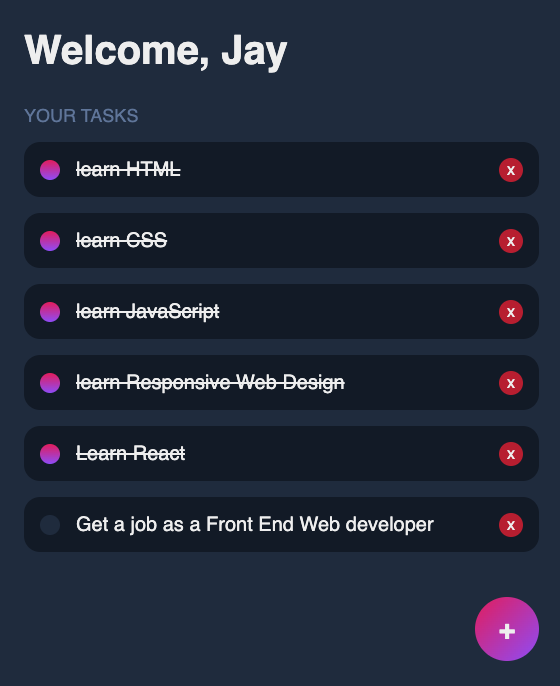 Welcome, Jay
YOUR TASKS
learn HTML x
learn CSS x
learn JavaScript x
learn Responsive Web Design x
Learn React x
Get a job as a Front End Web developer x
+